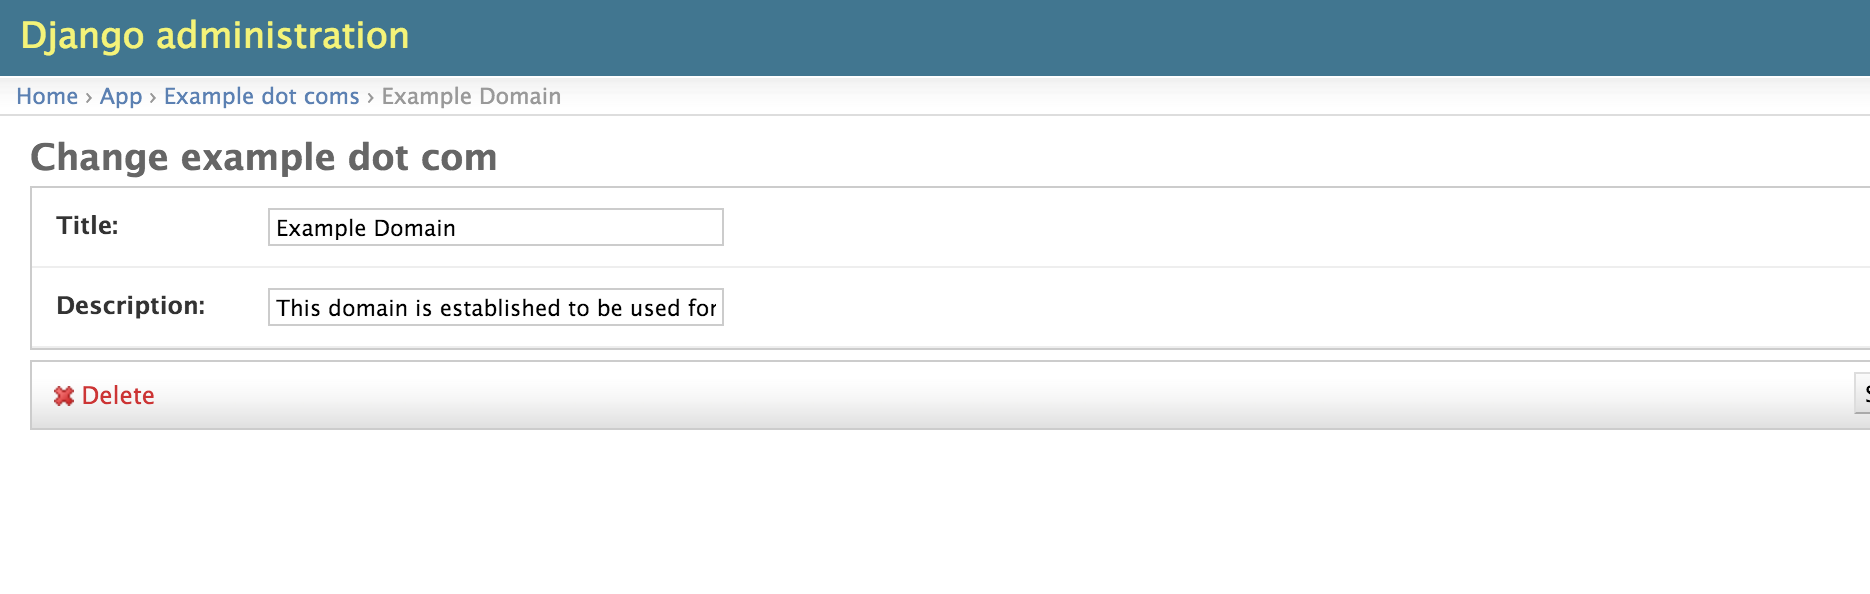 Django administration
Home › App › Example dot coms › Example Domain
Change example dot com
Title: Example Domain
Description: This domain is established to be used for
Delete